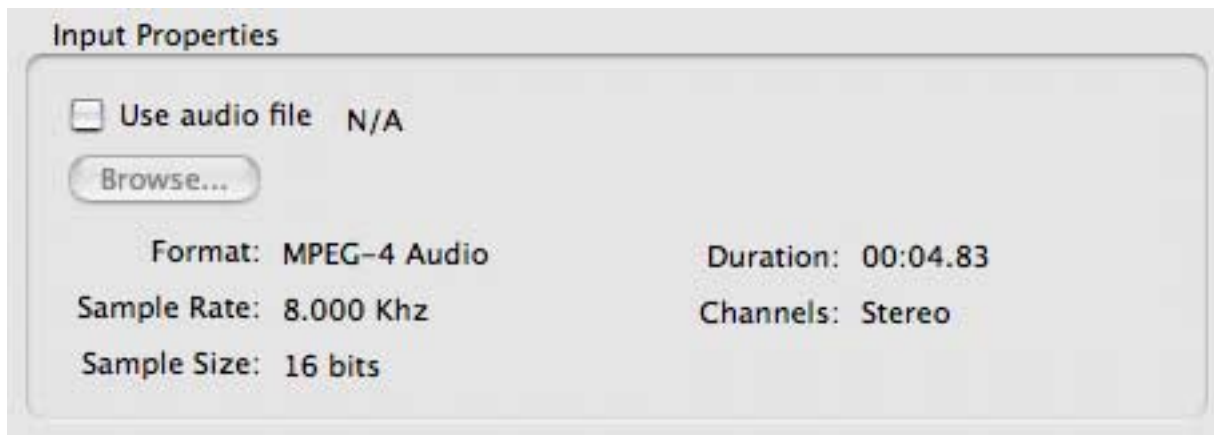 Input Properties
Use audio file N/A
Browse...
Format: MPEG-4 Audio
Duration: 00:04.83
Sample Rate: 8.000 Khz
Channels: Stereo
Sample Size: 16 bits